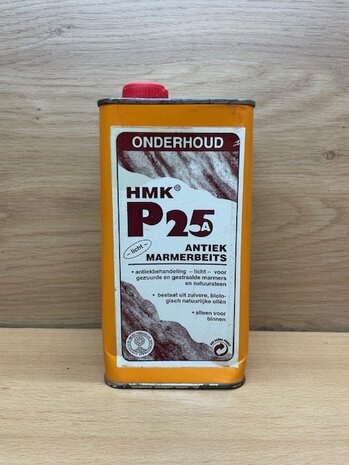 ONDERHOUD
HMK®
P25A
- licht -
ANTIEK
MARMERBEITS
• antiekbehandeling – licht – voor
gezuurde en gestraalde marmers
en natuursteen
• bestaat uit zuivere, biolo-
gisch natuurlijke oliën
• alleen voor
binnen